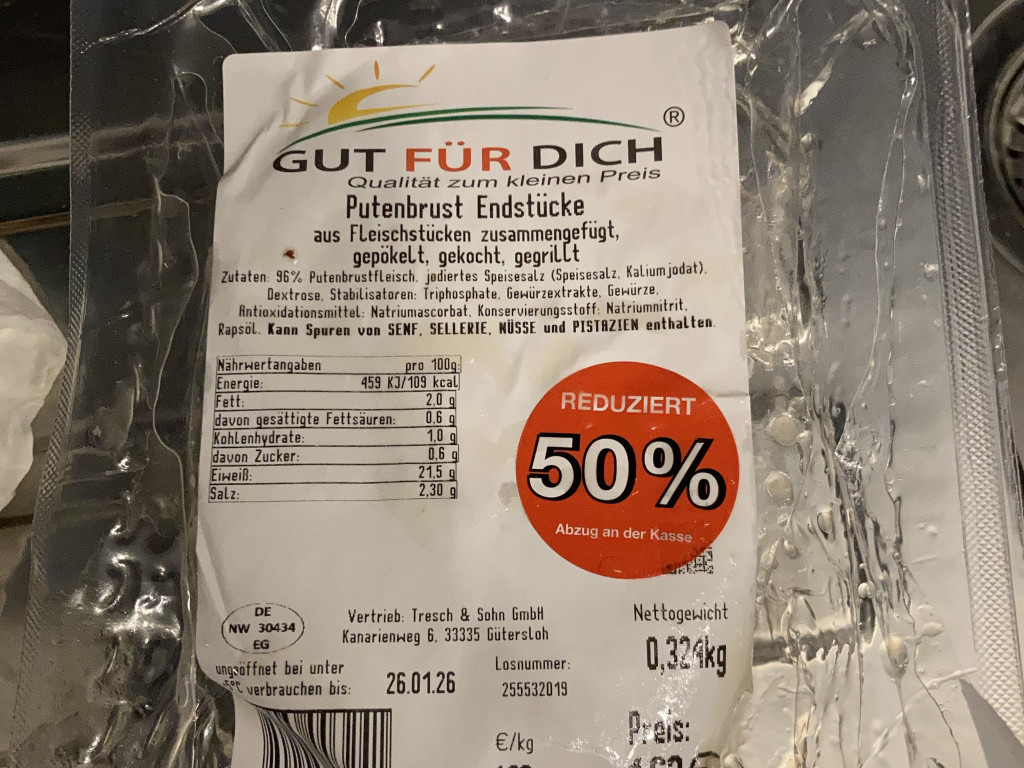 ®
GUT FÜR DICH
Qualität zum kleinen Preis
Putenbrust Endstücke
aus Fleischstücken zusammengefügt,
gepökelt, gekocht, gegrillt
Zutaten: 96% Putenbrustfleisch, jodiertes Speisesalz (Speisesalz, Kaliumjodat),
Dextrose, Stabilisatoren: Triphosphate, Gewürzextrakte, Gewürze,
Antioxidationsmittel: Natriumascorbat, Konservierungsstoff: Natriumnitrit,
Rapsöl. Kann Spuren von SENF, SELLERIE, NÜSSE und PISTAZIEN enthalten.
Nährwertangaben pro 100g:
Energie: 459 KJ/109 kcal
Fett: 2,0 g
davon gesättigte Fettsäuren: 0,6 g
Kohlenhydrate: 1,0 g
davon Zucker: 0,6 g
Eiweiß: 21,5 g
Salz: 2,30 g
REDUZIERT
50%
Abzug an der Kasse
DE
NW 30434
EG
Vertrieb: Tresch & Sohn GmbH
Kanarienweg 6, 33335 Gütersloh
Nettogewicht
0,324kg
ungeöffnet bei unter
verbrauchen bis: 26.01.26
Losnummer:
255532019
€/kg
Preis: